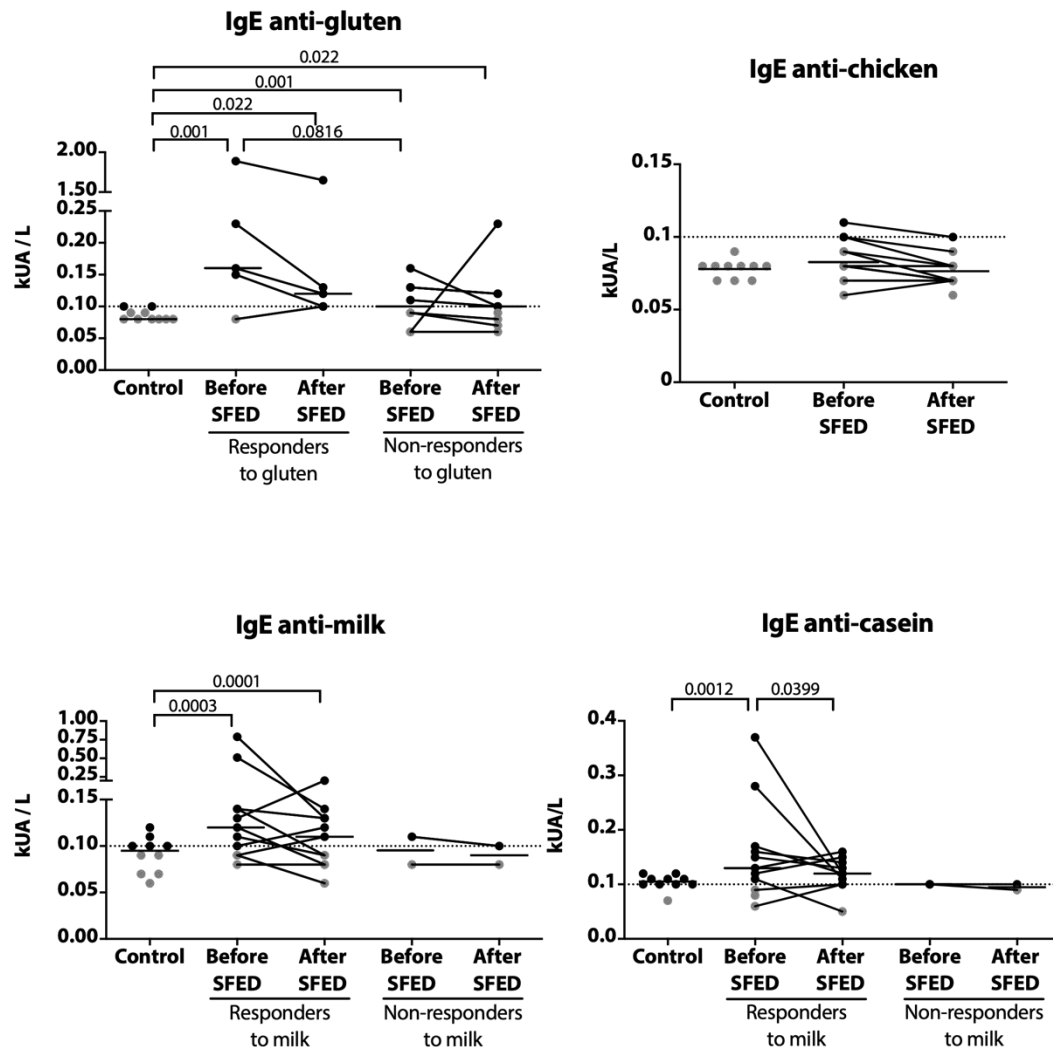 IgE anti-gluten
0.022
0.001
0.022
0.001
0.0816
2.00
1.50
0.25
0.20
0.15
0.10
0.05
0.00
kUA / L
Control
Before
SFED
After
SFED
Before
SFED
After
SFED
Responders
to gluten
Non-responders
to gluten
IgE anti-chicken
0.15
0.1
0.05
0
kUA/L
Control
Before
SFED
After
SFED
IgE anti-milk
0.0001
0.0003
1.00
0.75
0.50
0.25
0.15
0.10
0.05
0.00
kUA / L
Control
Before
SFED
After
SFED
Before
SFED
After
SFED
Responders
to milk
Non-responders
to milk
IgE anti-casein
0.0012
0.0399
0.4
0.3
0.2
0.1
0.0
kUA / L
Control
Before
SFED
After
SFED
Before
SFED
After
SFED
Responders
to milk
Non-responders
to milk